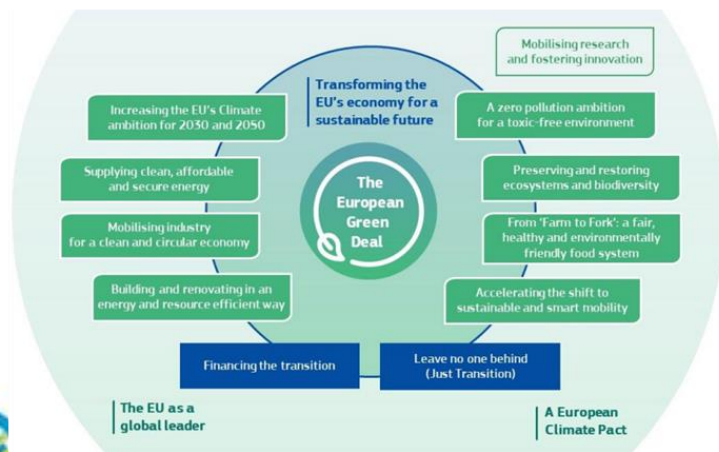 Mobilising research
and fostering innovation
Transforming the
EU's economy for a
sustainable future
Increasing the EU's Climate
ambition for 2030 and 2050
A zero pollution ambition
for a toxic-free environment
Supplying clean, affordable
and secure energy
The
European
Green
Deal
Preserving and restoring
ecosystems and biodiversity
Mobilising industry
for a clean and circular economy
From 'Farm to Fork': a fair,
healthy and environmentally
friendly food system
Building and renovating in an
energy and resource efficient way
Accelerating the shift to
sustainable and smart mobility
Financing the transition
Leave no one behind
(Just Transition)
The EU as a
global leader
A European
Climate Pact